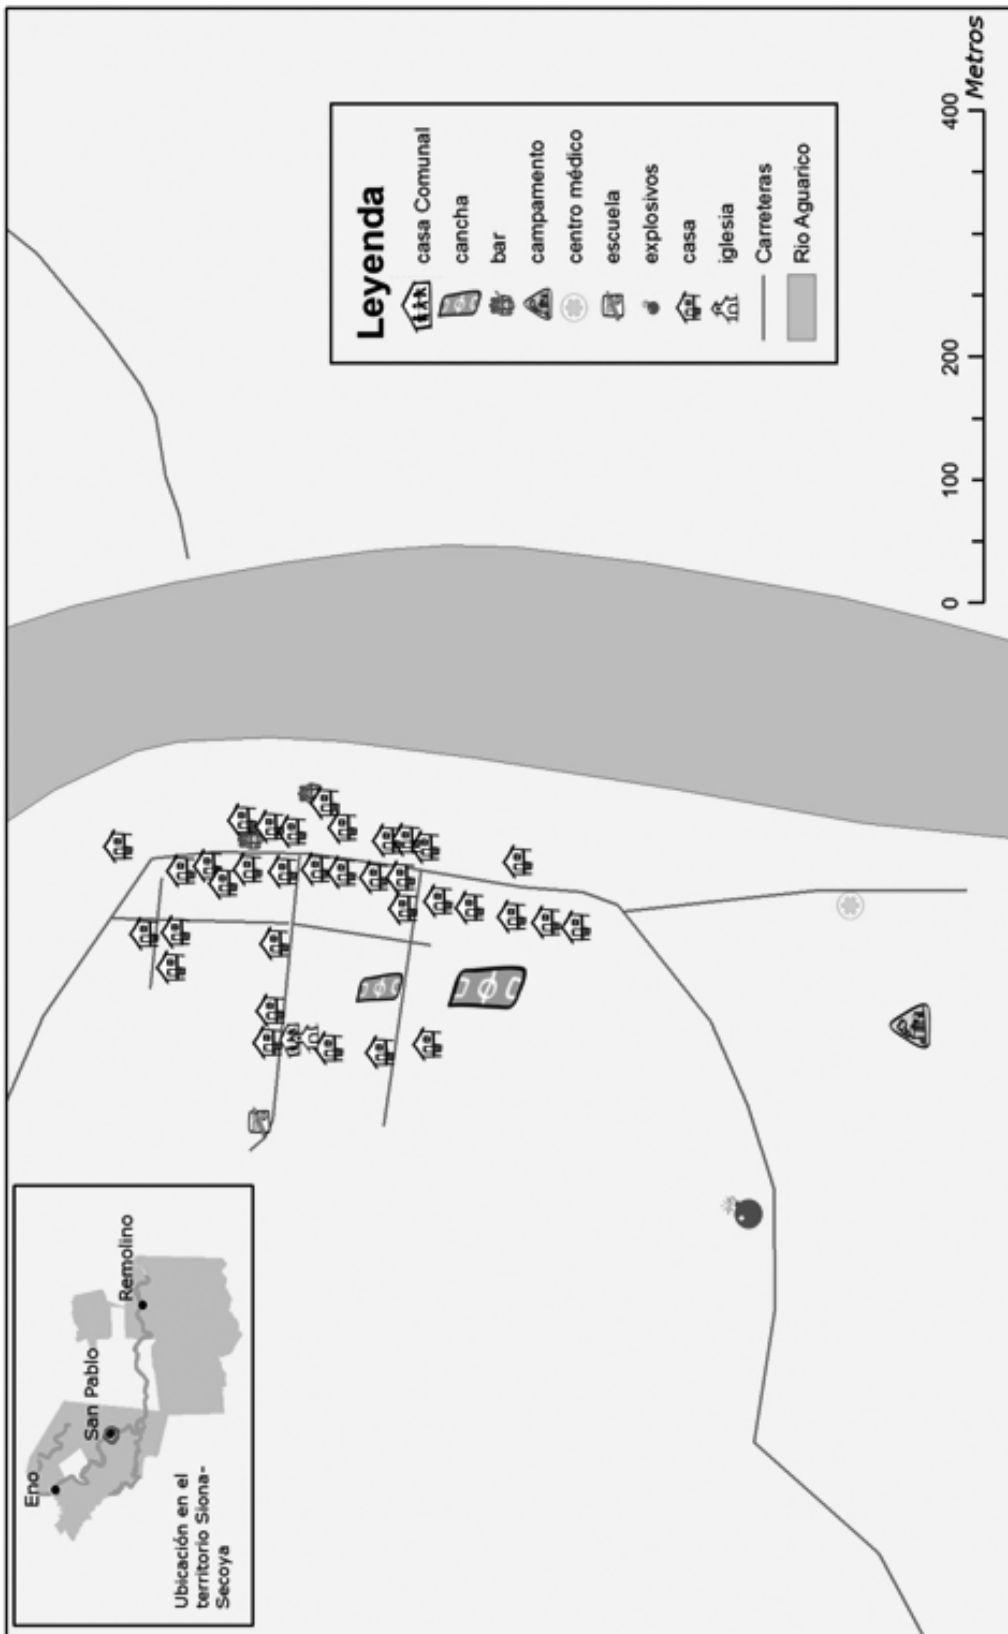 Ubicación en el
territorio Siona-
Secoya
Eno
San Pablo
Remolino
Leyenda
casa Comunal
cancha
bar
campamento
centro médico
escuela
explosivos
casa
iglesia
Carreteras
Rio Aguarico
0
100
200
400
Metros